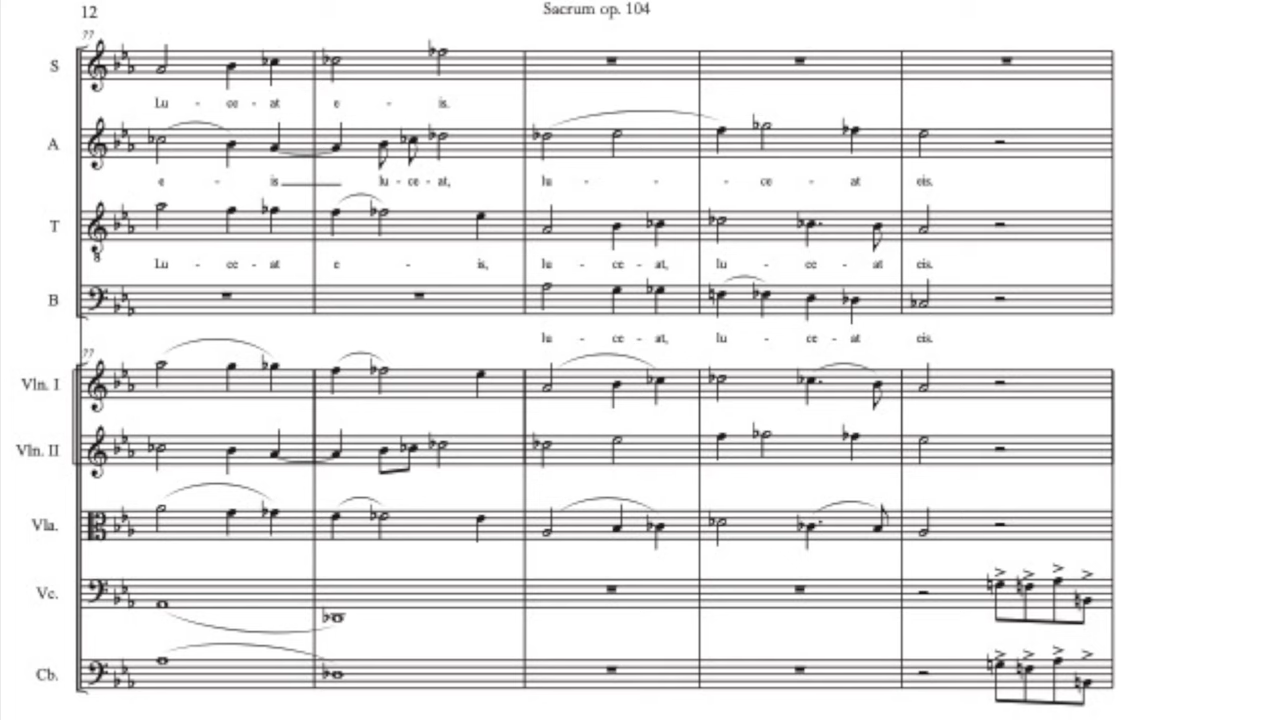 12
Sacrum op. 104
77
S
Lu - ce - at e - is.
A
e - is lu - ce - at, lu - - - ce - at eis.
T
8
Lu - ce - at e - is, lu - ce - at, lu - ce - at eis.
B
lu - ce - at, lu - ce - at eis.
77
Vln. I
Vln. II
Vla.
Vc.
Cb.